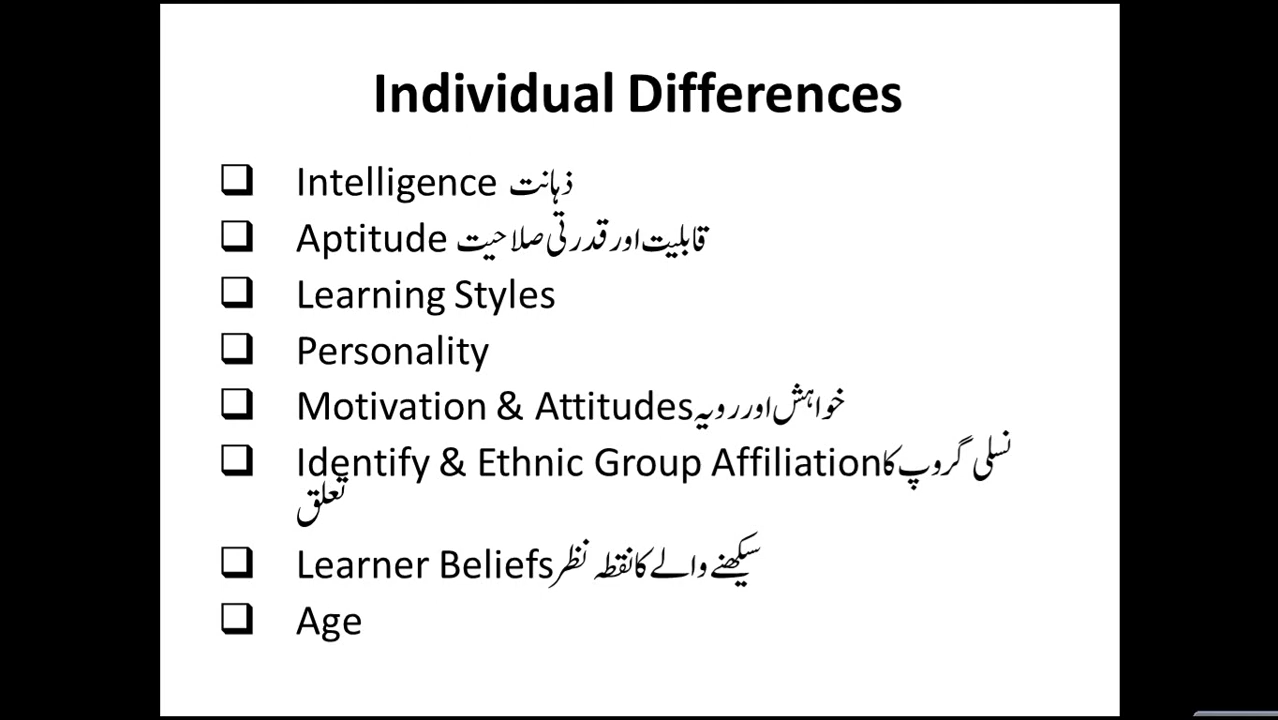 Individual Differences
Intelligence ذہانت
Aptitude قابلیت اور قدرتی صلاحیت
Learning Styles
Personality
Motivation & Attitudes خواہش اور رویہ
Identify & Ethnic Group Affiliation نسلی گروپ کا
تعلق
Learner Beliefs سیکھنے والے کا نقطہ نظر
Age